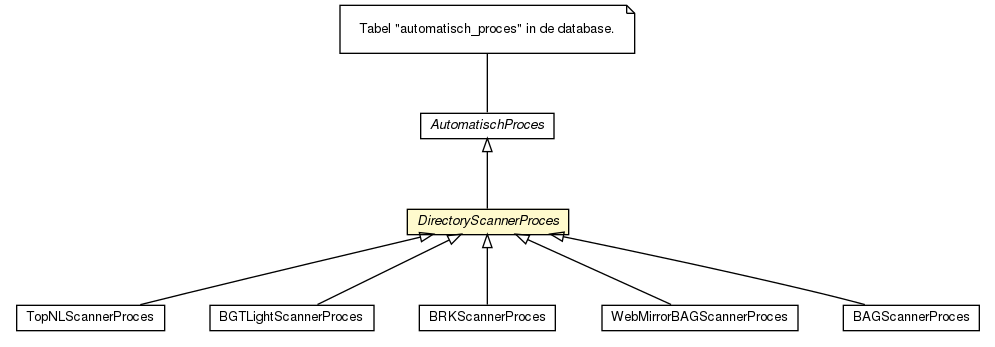 Tabel "automatisch_proces" in de database.
AutomatischProces
DirectoryScannerProces
TopNLScannerProces
BGTLightScannerProces
BRKScannerProces
WebMirrorBAGScannerProces
BAGScannerProces